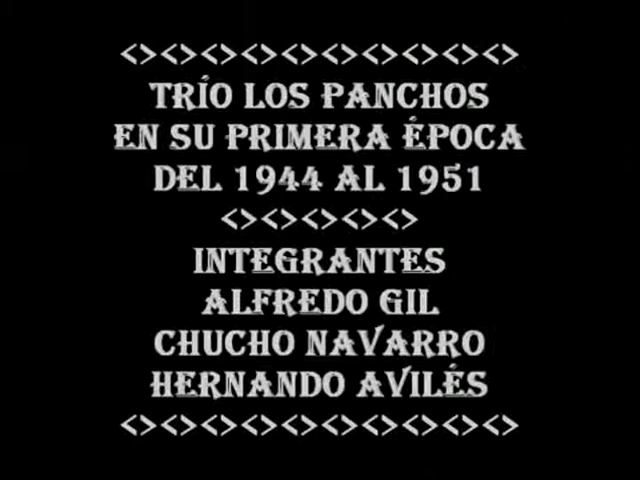 <><><><><><><><><><>
TRÍO LOS PANCHOS
EN SU PRIMERA ÉPOCA
DEL 1944 AL 1951
<><><><><>
INTEGRANTES
ALFREDO GIL
CHUCHO NAVARRO
HERNANDO AVILÉS
<><><><><><><><><><>